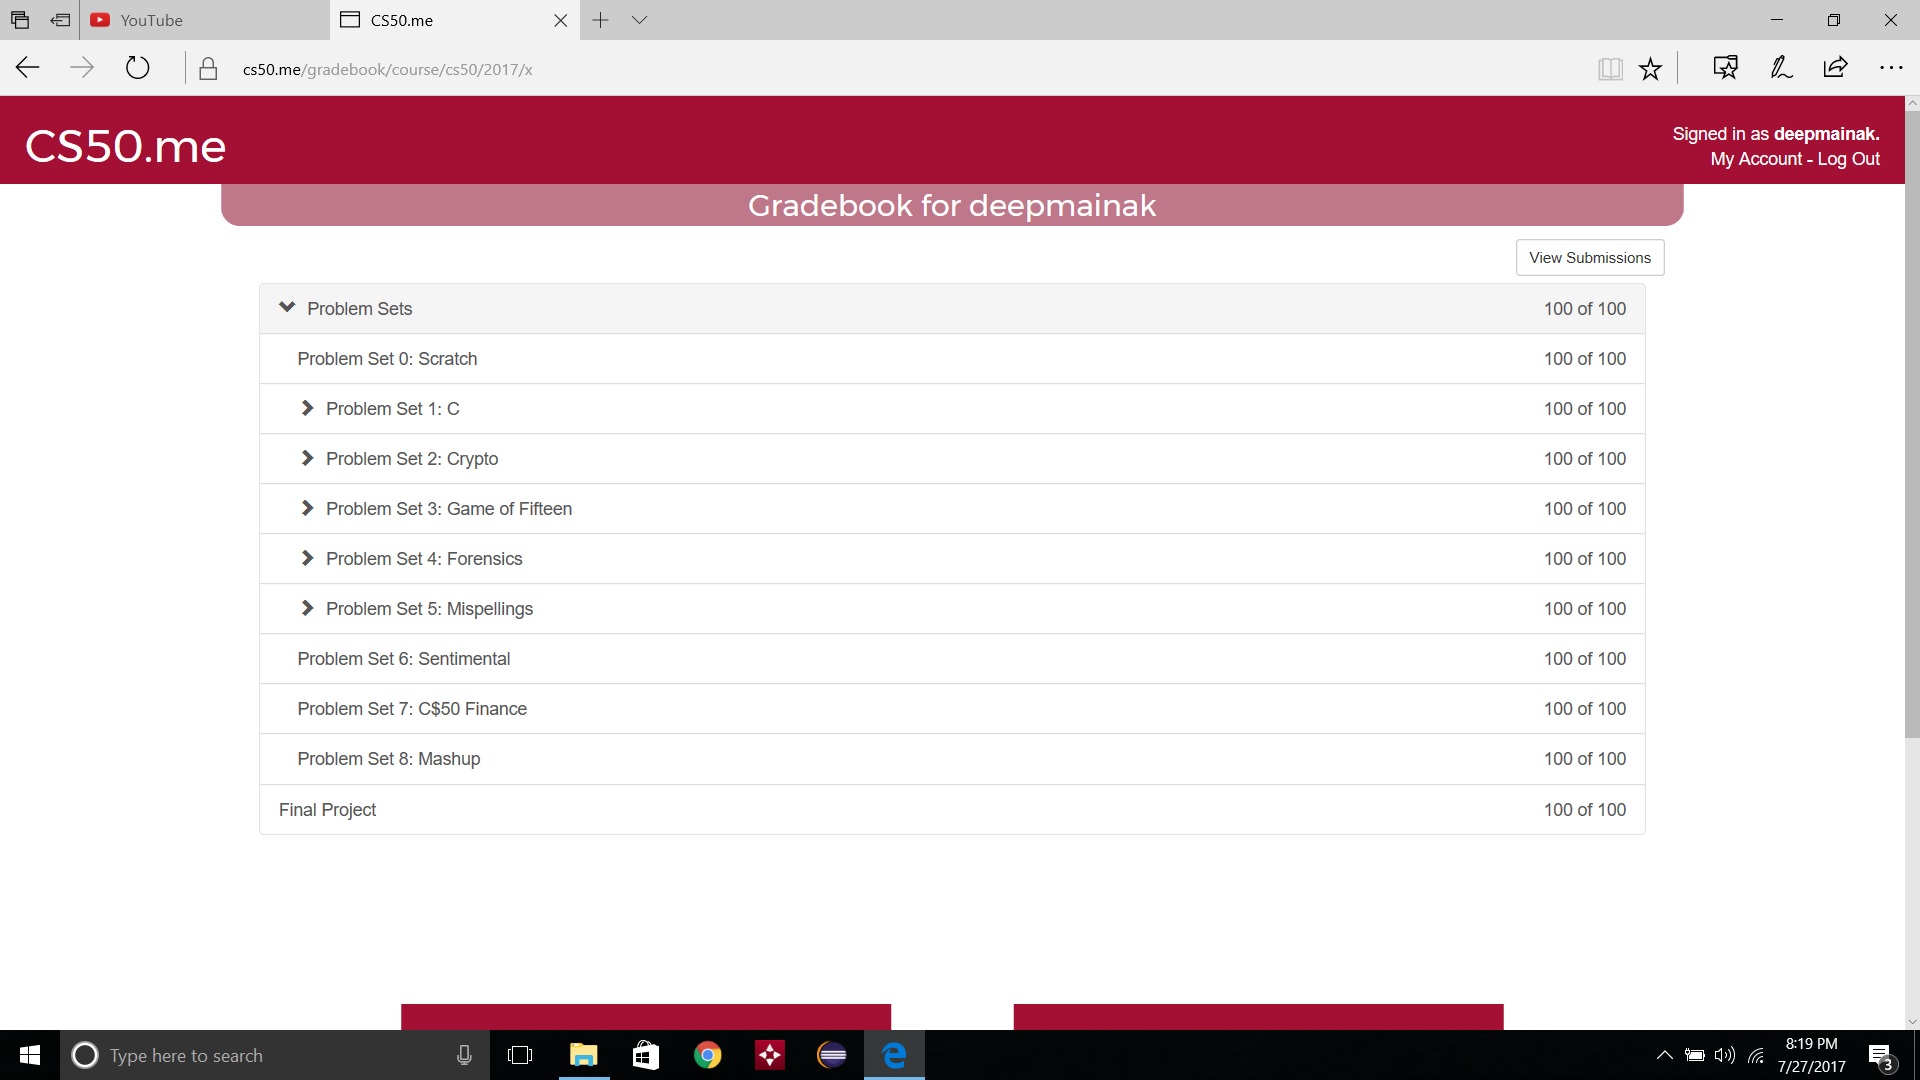 YouTube
CS50.me
cs50.me/gradebook/course/cs50/2017/x
CS50.me
Signed in as deepmainak.
My Account - Log Out
Gradebook for deepmainak
View Submissions
Problem Sets 100 of 100
Problem Set 0: Scratch 100 of 100
Problem Set 1: C 100 of 100
Problem Set 2: Crypto 100 of 100
Problem Set 3: Game of Fifteen 100 of 100
Problem Set 4: Forensics 100 of 100
Problem Set 5: Mispellings 100 of 100
Problem Set 6: Sentimental 100 of 100
Problem Set 7: C$50 Finance 100 of 100
Problem Set 8: Mashup 100 of 100
Final Project 100 of 100
Type here to search
8:19 PM
7/27/2017
3